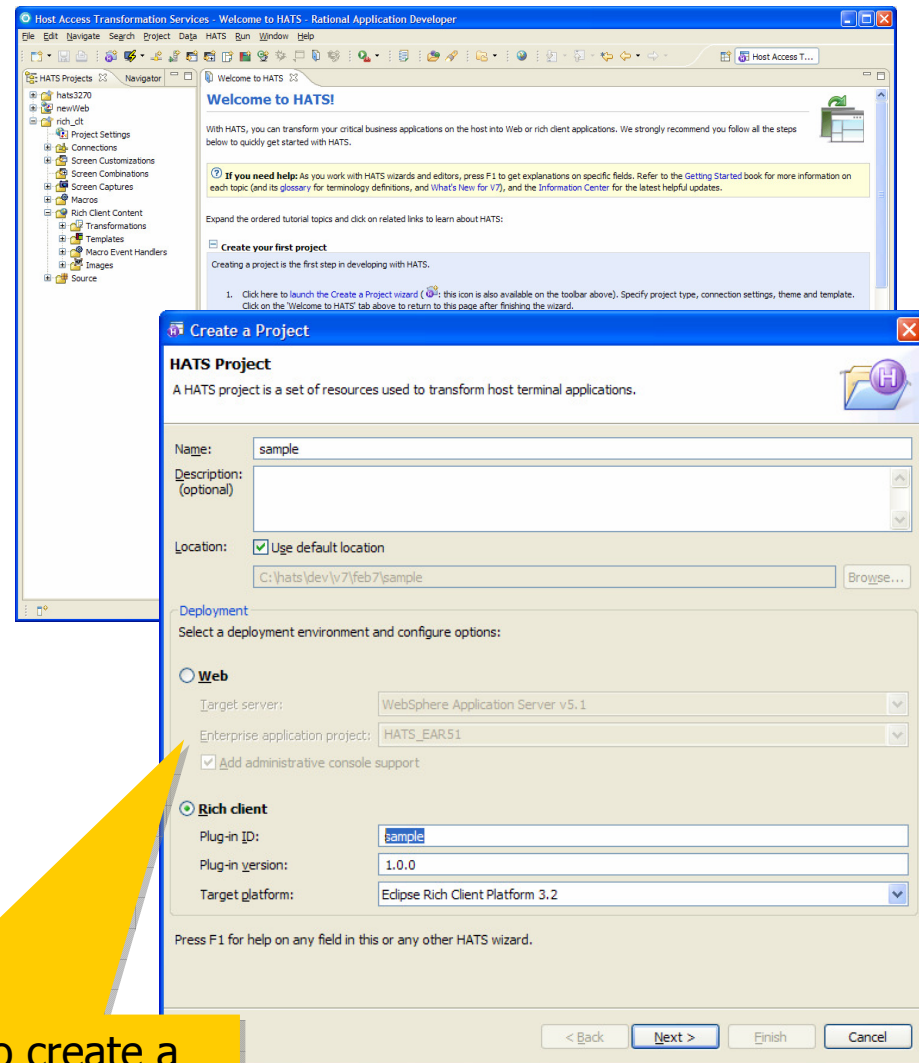 Host Access Transformation Services - Welcome to HATS - Rational Application Developer
File Edit Navigate Search Project Data HATS Run Window Help
Host Access T...
HATS Projects Navigator
Welcome to HATS
hats3270
newWeb
rich_clt
Project Settings
Connections
Screen Customizations
Screen Combinations
Screen Captures
Macros
Rich Client Content
Transformations
Templates
Macro Event Handlers
Images
Source
Welcome to HATS!
With HATS, you can transform your critical business applications on the host into Web or rich client applications. We strongly recommend you follow all the steps
below to quickly get started with HATS.
If you need help: As you work with HATS wizards and editors, press F1 to get explanations on specific fields. Refer to the Getting Started book for more information on
each topic (and its glossary for terminology definitions, and What's New for V7), and the Information Center for the latest helpful updates.
Expand the ordered tutorial topics and click on related links to learn about HATS:
Create your first project
Creating a project is the first step in developing with HATS.
1. Click here to launch the Create a Project wizard ( : this icon is also available on the toolbar above). Specify project type, connection settings, theme and template.
Click on the 'Welcome to HATS' tab above to return to this page after finishing the wizard.
Create a Project
HATS Project
A HATS project is a set of resources used to transform host terminal applications.
H
Name: sample
Description:
(optional)
Location: Use default location
C:\hats\dev\v7\feb7\sample Browse...
Deployment
Select a deployment environment and configure options:
Web
Target server: WebSphere Application Server v5.1
Enterprise application project: HATS_EAR51
Add administrative console support
Rich client
Plug-in ID: sample
Plug-in version: 1.0.0
Target platform: Eclipse Rich Client Platform 3.2
Press F1 for help on any field in this or any other HATS wizard.
< Back Next > Finish Cancel
create a